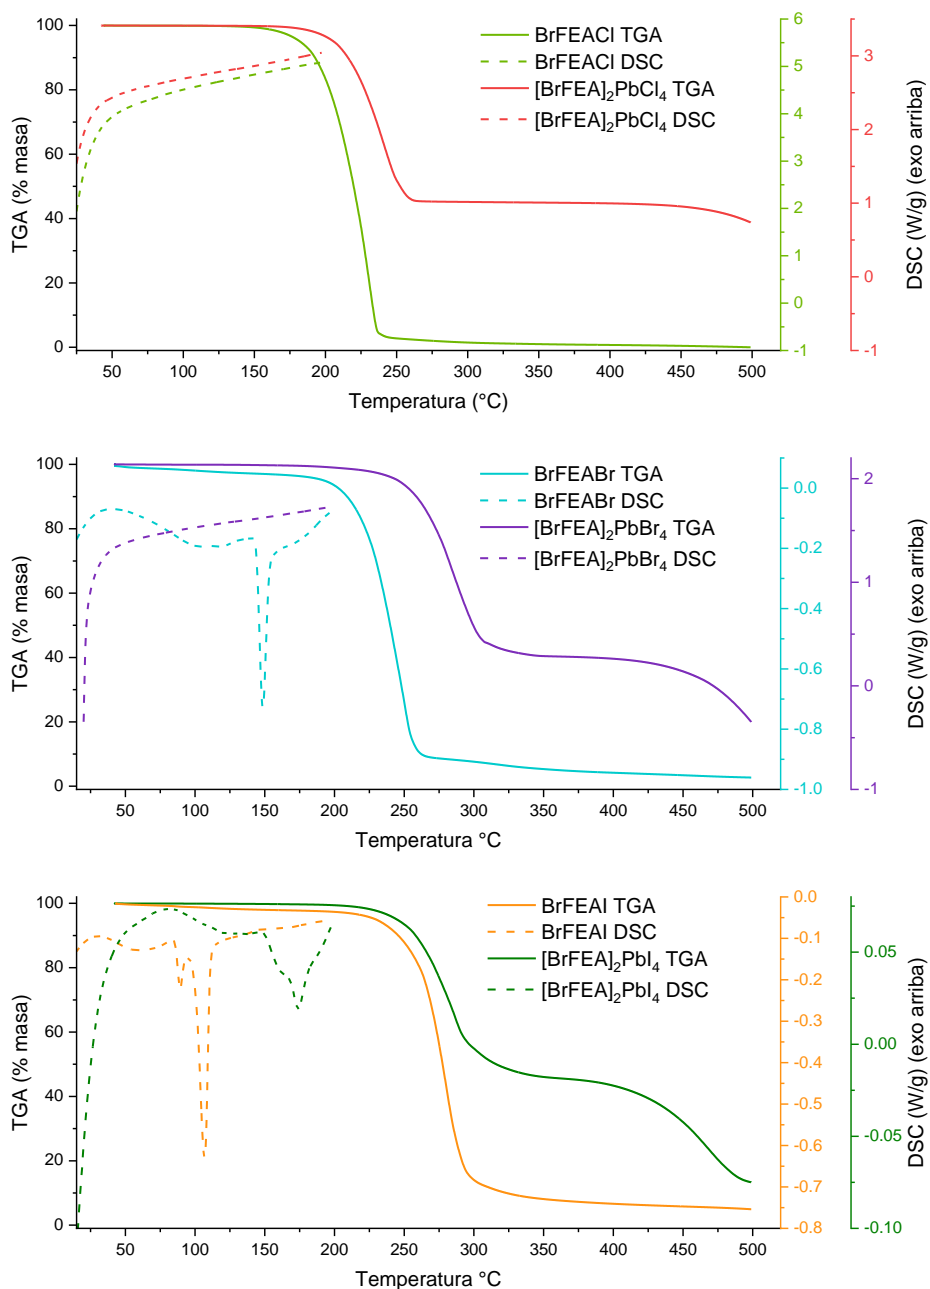 100
80
60
40
20
0
TGA (% masa)
50 100 150 200 250 300 350 400 450 500
Temperatura (°C)
BrFEACl TGA
BrFEACl DSC
[BrFEA]₂PbCl₄ TGA
[BrFEA]₂PbCl₄ DSC
6
5
4
3
2
1
0
-1
3
2
1
0
-1
DSC (W/g) (exo arriba)
100
80
60
40
20
0
TGA (% masa)
50 100 150 200 250 300 350 400 450 500
Temperatura °C
BrFEABr TGA
BrFEABr DSC
[BrFEA]₂PbBr₄ TGA
[BrFEA]₂PbBr₄ DSC
0.0
-0.2
-0.4
-0.6
-0.8
-1.0
2
1
0
-1
DSC (W/g) (exo arriba)
100
80
60
40
20
0
TGA (% masa)
50 100 150 200 250 300 350 400 450 500
Temperatura °C
BrFEAI TGA
BrFEAI DSC
[BrFEA]₂PbI₄ TGA
[BrFEA]₂PbI₄ DSC
0.0
-0.1
-0.2
-0.3
-0.4
-0.5
-0.6
-0.7
-0.8
0.05
0.00
-0.05
-0.10
DSC (W/g) (exo arriba)